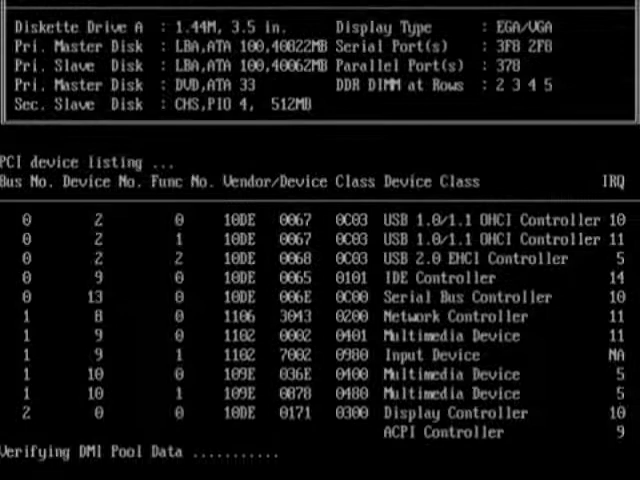 Diskette Drive A : 1.44M, 3.5 in. Display Type : EGA/VGA
Pri. Master Disk : LBA,ATA 100,40822MB Serial Port(s) : 3F8 2F8
Pri. Slave Disk : LBA,ATA 100,40062MB Parallel Port(s) : 378
Pri. Master Disk : DVD,ATA 33 DDR DIMM at Rows : 2 3 4 5
Sec. Slave Disk : CHS,PIO 4, 512MB
PCI device listing ...
Bus No. Device No. Func No. Vendor/Device Class Device Class IRQ
0 2 0 10DE 0067 0C03 USB 1.0/1.1 OHCI Controller 10
0 2 1 10DE 0067 0C03 USB 1.0/1.1 OHCI Controller 11
0 2 2 10DE 0068 0C03 USB 2.0 EHCI Controller 5
0 9 0 10DE 0065 0101 IDE Controller 14
0 13 0 10DE 006E 0C00 Serial Bus Controller 10
1 8 0 1106 3043 0200 Network Controller 11
1 9 0 1102 0002 0401 Multimedia Device 11
1 9 1 1102 7002 0980 Input Device NA
1 10 0 109E 036E 0400 Multimedia Device 5
1 10 1 109E 0878 0480 Multimedia Device 5
2 0 0 10DE 0171 0300 Display Controller 10
ACPI Controller 9
Verifying DMI Pool Data ...........